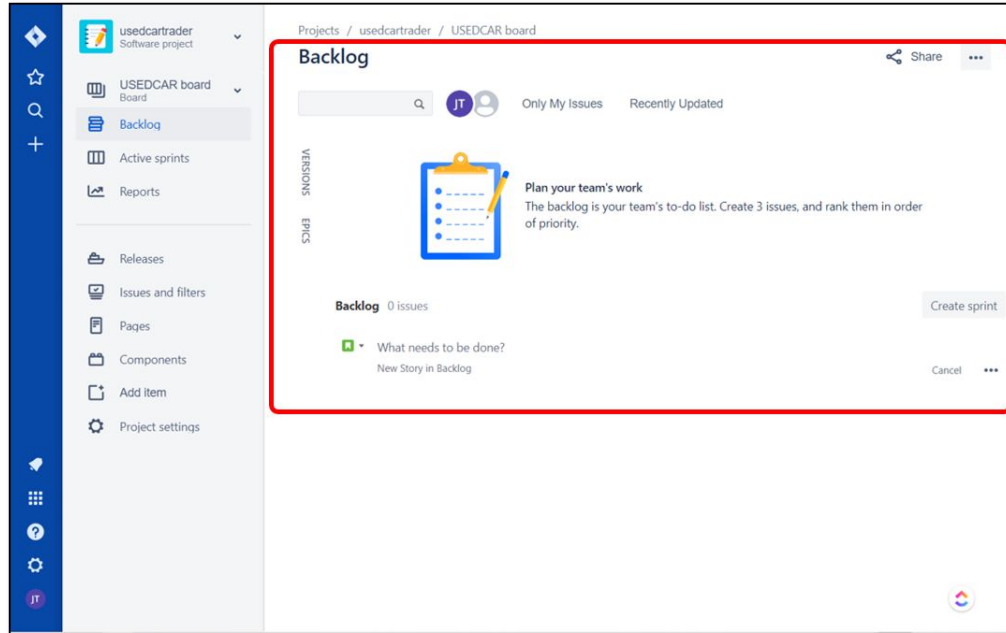 usedcartrader
Software project
USEDCAR board
Board
Backlog
Active sprints
Reports
Releases
Issues and filters
Pages
Components
Add item
Project settings
JT
Projects / usedcartrader / USEDCAR board
Backlog
Share
JT
Only My Issues
Recently Updated
VERSIONS
EPICS
Plan your team's work
The backlog is your team's to-do list. Create 3 issues, and rank them in order
of priority.
Backlog 0 issues
Create sprint
What needs to be done?
New Story in Backlog
Cancel